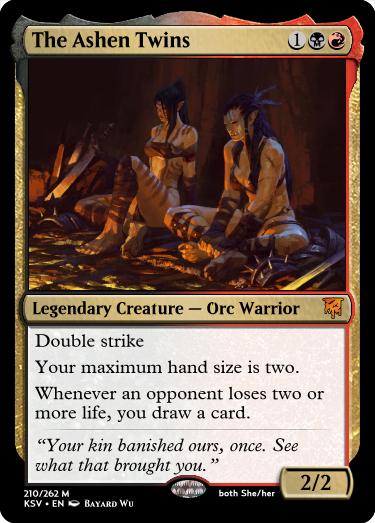 The Ashen Twins 1
Legendary Creature — Orc Warrior
Double strike
Your maximum hand size is two.
Whenever an opponent loses two or
more life, you draw a card.
“Your kin banished ours, once. See
what that brought you.”
2/2
210/262 M
KSV • EN Bayard Wu
both She/her